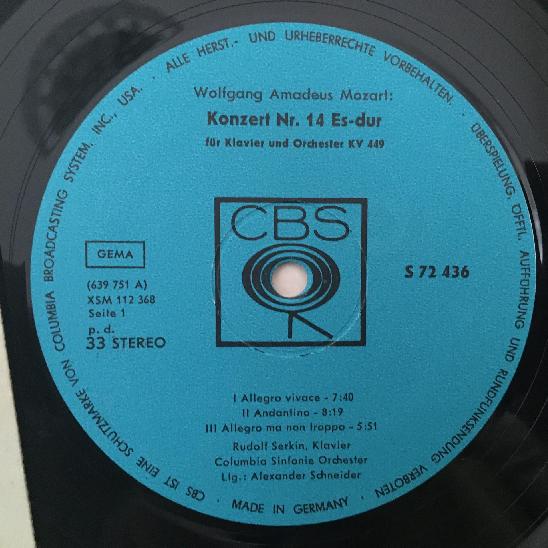 ALLE HERST.- UND URHEBERRECHTE VORBEHALTEN. · ÜBERSPIELUNG, ÖFFTL. AUFFÜHRUNG UND RUNDFUNKSENDUNG VERBOTEN
Wolfgang Amadeus Mozart:
Konzert Nr. 14 Es-dur
für Klavier und Orchester KV 449
CBS
GEMA
(639 751 A)
XSM 112 368
Seite 1
p. d.
33 STEREO
S 72 436
I Allegro vivace - 7:40
II Andantino - 8:19
III Allegro ma non troppo - 5:51
Rudolf Serkin, Klavier
Columbia Sinfonie Orchester
Ltg.: Alexander Schneider
· MADE IN GERMANY ·
CBS IST EINE SCHUTZMARKE VON COLUMBIA BROADCASTING SYSTEM, INC., USA. ·